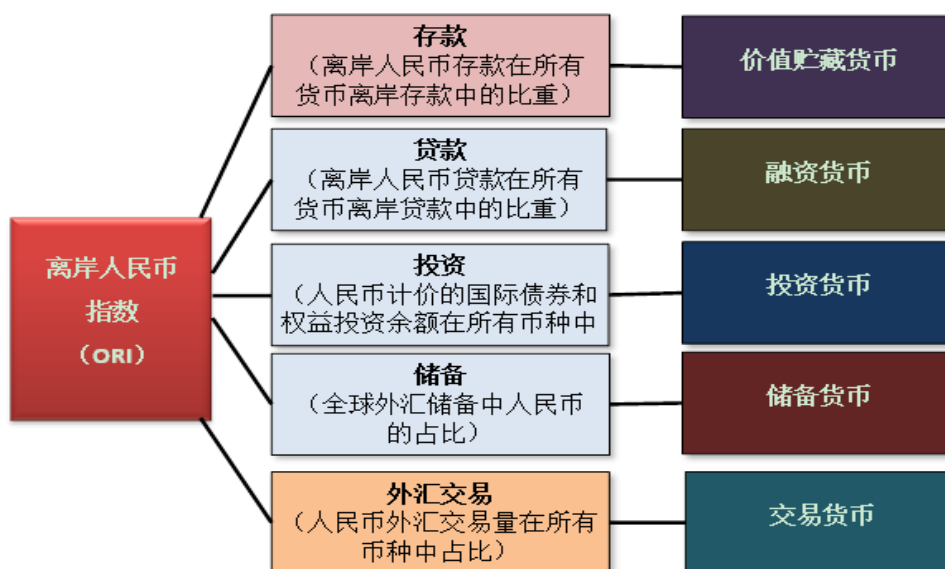 离岸人民币
指数
（ORI）
存款
（离岸人民币存款在所有
货币离岸存款中的比重）
价值贮藏货币
贷款
（离岸人民币贷款在所有
货币离岸贷款中的比重）
融资货币
投资
（人民币计价的国际债券和
权益投资余额在所有币种中
投资货币
储备
（全球外汇储备中人民币
的占比）
储备货币
外汇交易
（人民币外汇交易量在所有
币种中占比）
交易货币